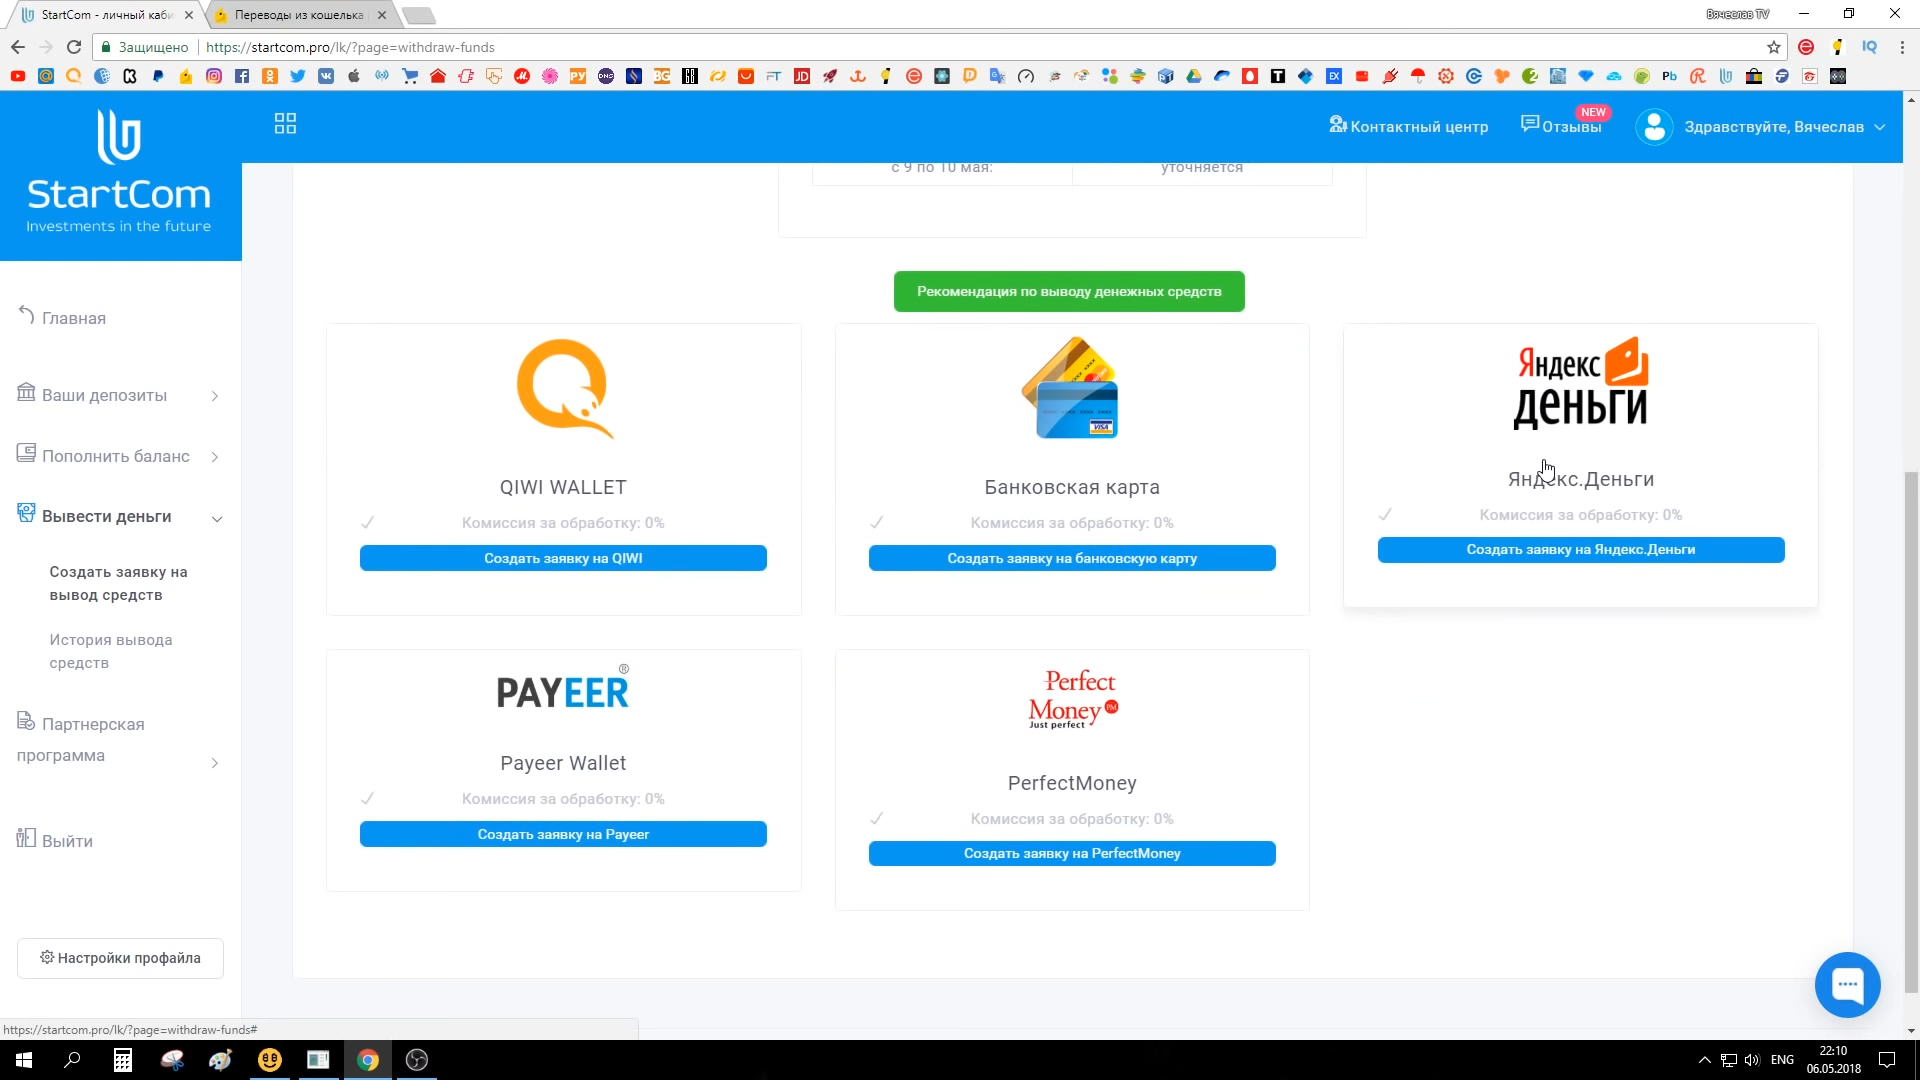 StartCom - личный каби
Переводы из кошелька
Вячеслав TV
Защищено
https://startcom.pro/lk/?page=withdraw-funds
StartCom
Investments in the future
Контактный центр
Отзывы
NEW
Здравствуйте, Вячеслав
с 9 по 10 мая:
уточняется
Рекомендация по выводу денежных средств
Главная
Ваши депозиты
Пополнить баланс
Вывести деньги
Создать заявку на
вывод средств
История вывода
средств
Партнерская
программа
Выйти
Настройки профайла
QIWI WALLET
Комиссия за обработку: 0%
Создать заявку на QIWI
VISA
Банковская карта
Комиссия за обработку: 0%
Создать заявку на банковскую карту
Яндекс
деньги
Яндекс.Деньги
Комиссия за обработку: 0%
Создать заявку на Яндекс.Деньги
PAYEER®
Payeer Wallet
Комиссия за обработку: 0%
Создать заявку на Payeer
Perfect
Money PM
Just perfect
PerfectMoney
Комиссия за обработку: 0%
Создать заявку на PerfectMoney
https://startcom.pro/lk/?page=withdraw-funds#
ENG
22:10
06.05.2018